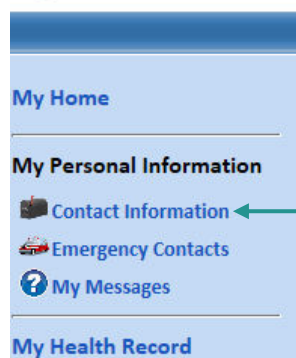 My Home
My Personal Information
Contact Information
Emergency Contacts
My Messages
My Health Record